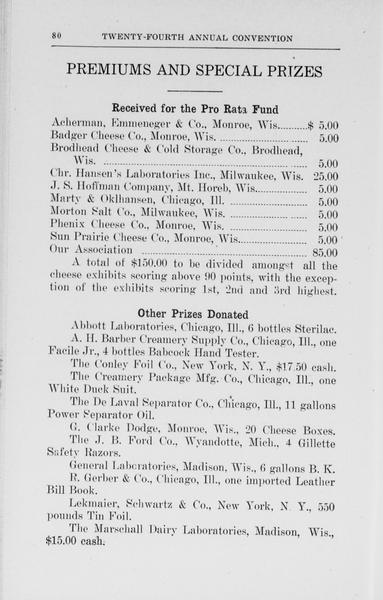 80 TWENTY-FOURTH ANNUAL CONVENTION
PREMIUMS AND SPECIAL PRIZES
Received for the Pro Rata Fund
Acherman, Emmeneger & Co., Monroe, Wis..........$ 5.00
Badger Cheese Co., Monroe, Wis. .............................. 5.00
Brodhead Cheese & Cold Storage Co., Brodhead,
Wis. .................................................................. 5.00
Chr. Hansen's Laboratories Inc., Milwaukee, Wis. 25.00
J. S. Hoffman Company, Mt. Horeb, Wis................. 5.00
Marty & Oklhansen, Chicago, Ill. ............................ 5.00
Morton Salt Co., Milwaukee, Wis. ............................ 5.00
Phenix Cheese Co., Monroe, Wis. ............................ 5.00
Sun Prairie Cheese Co., Monroe, Wis...................... 5.00
Our Association ...................................................... 85.00
A total of $150.00 to be divided amongst all the
cheese exhibits scoring above 90 points, with the excep-
tion of the exhibits scoring 1st, 2nd and 3rd highest.
Other Prizes Donated
Abbott Laboratories, Chicago, Ill., 6 bottles Sterilac.
A. H. Barber Creamery Supply Co., Chicago, Ill., one
Facile Jr., 4 bottles Babcock Hand Tester.
The Conley Foil Co., New York, N. Y., $17.50 cash.
The Creamery Package Mfg. Co., Chicago, Ill., one
White Duck Suit.
The De Laval Separator Co., Chicago, Ill., 11 gallons
Power Separator Oil.
G. Clarke Dodge, Monroe, Wis., 20 Cheese Boxes.
The J. B. Ford Co., Wyandotte, Mich., 4 Gillette
Safety Razors.
General Laboratories, Madison, Wis., 6 gallons B. K.
R. Gerber & Co., Chicago, Ill., one imported Leather
Bill Book.
Lekmaier, Schwartz & Co., New York, N. Y., 550
pounds Tin Foil.
The Marschall Dairy Laboratories, Madison, Wis.,
$15.00 cash.